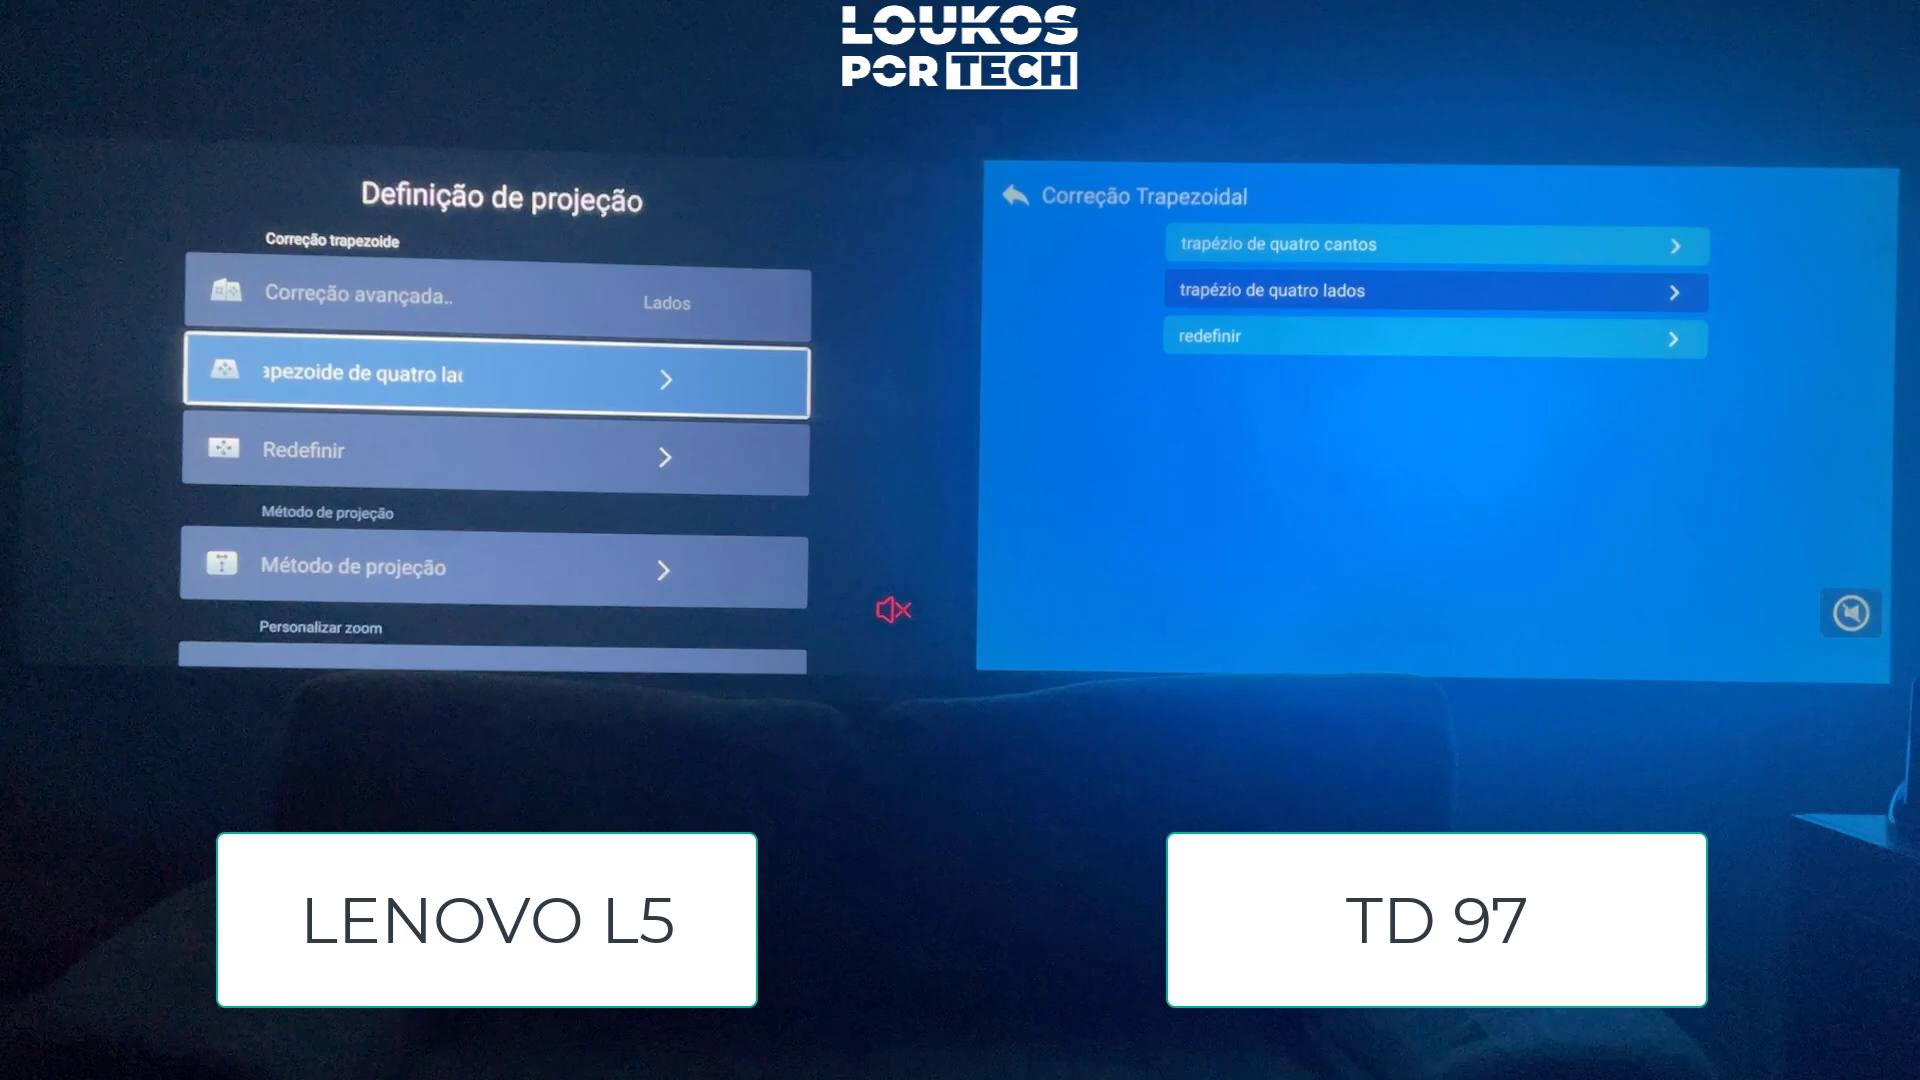 LOUKOS
POR TECH
Definição de projeção
Correção trapezoide
Correção avançada..
Lados
apezoide de quatro lad
Redefinir
Método de projeção
Método de projeção
Personalizar zoom
Correção Trapezoidal
trapézio de quatro cantos
trapézio de quatro lados
redefinir
LENOVO L5
TD 97